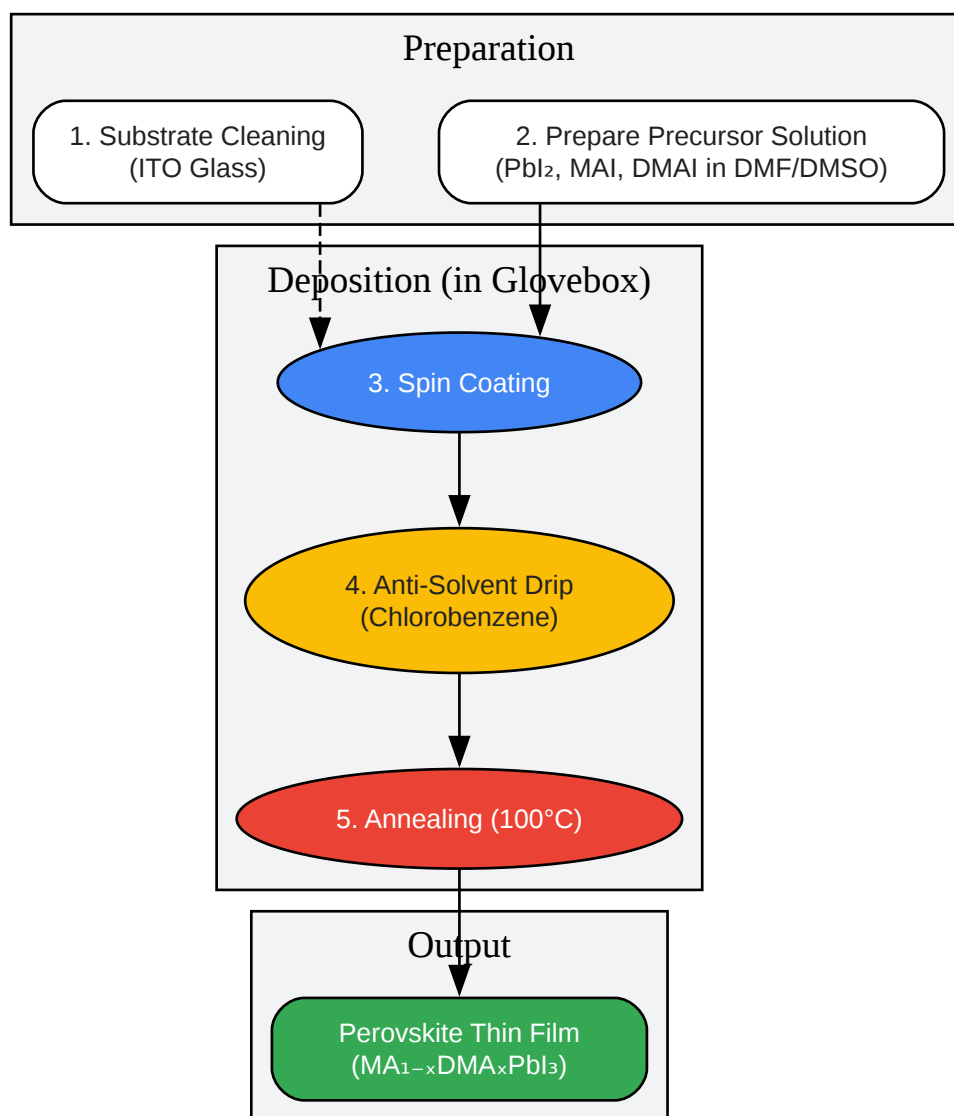 Preparation
1. Substrate Cleaning
(ITO Glass)
2. Prepare Precursor Solution
(PbI₂, MAI, DMAI in DMF/DMSO)
Deposition (in Glovebox)
3. Spin Coating
4. Anti-Solvent Drip
(Chlorobenzene)
5. Annealing (100°C)
Output
Perovskite Thin Film
(MA₁₋ₓDMAₓPbI₃)